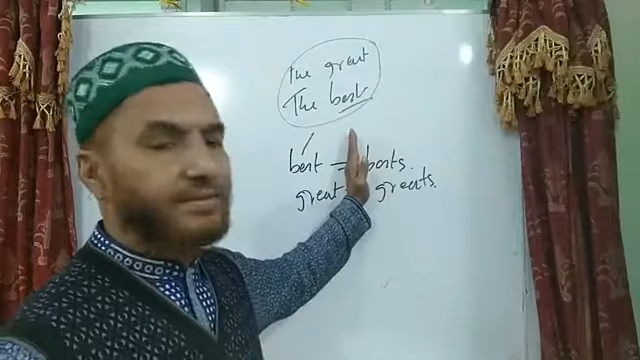 The great
The best
best = bests.
great greats.